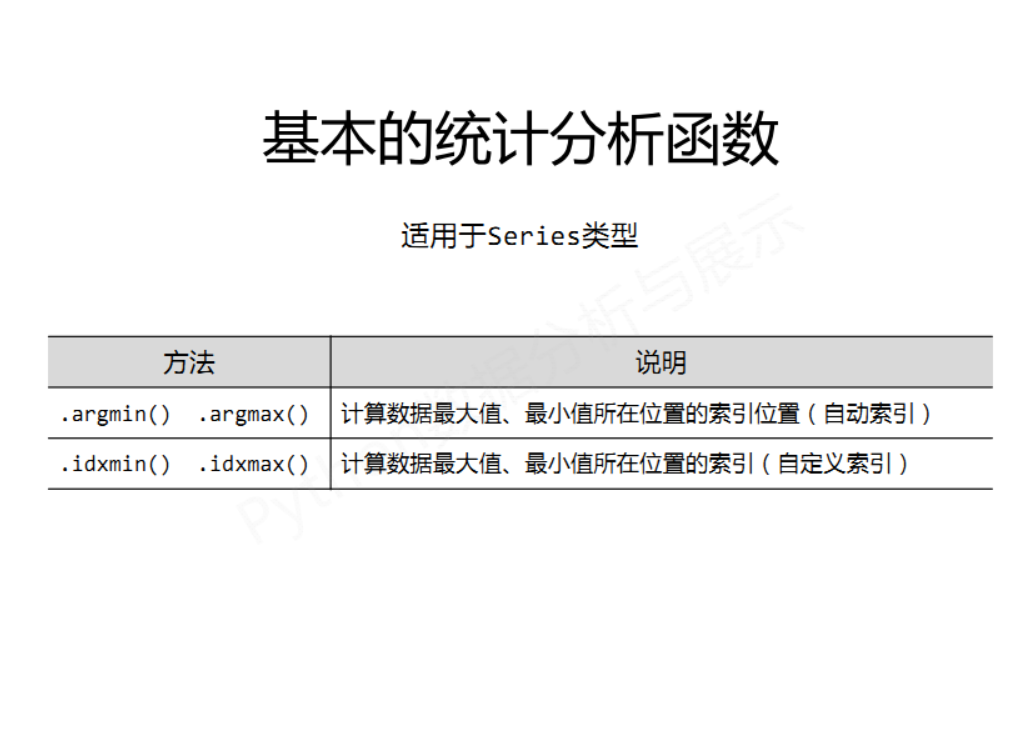 基本的统计分析函数
适用于Series类型
方法 说明
.argmin() .argmax() 计算数据最大值、最小值所在位置的索引位置（自动索引）
.idxmin() .idxmax() 计算数据最大值、最小值所在位置的索引（自定义索引）
Python数据分析与展示